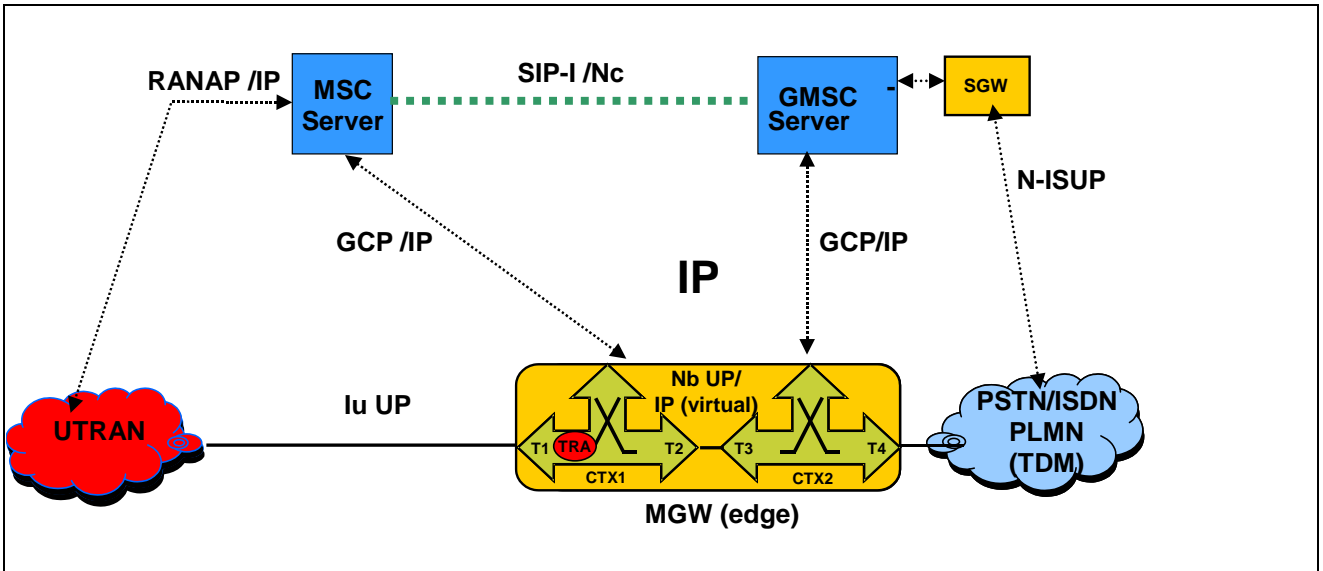 RANAP /IP
MSC
Server
SIP-I /Nc
GMSC
Server
-
SGW
N-ISUP
GCP /IP
GCP/IP
IP
UTRAN
Iu UP
Nb UP/
IP (virtual)
T1
TRA
T2
T3
T4
CTX1
CTX2
MGW (edge)
PSTN/ISDN
PLMN
(TDM)